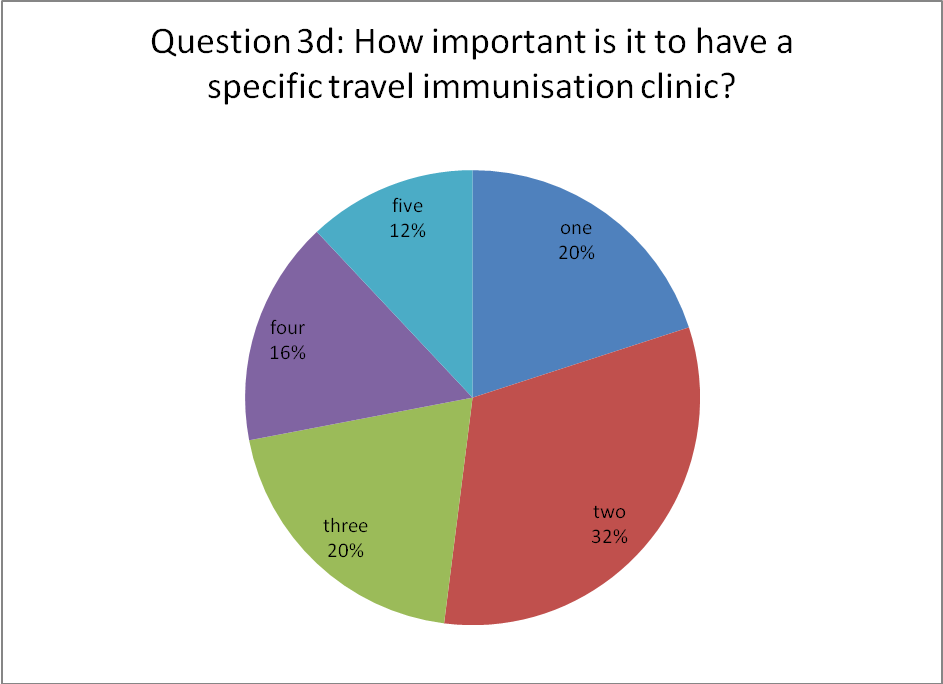 Question 3d: How important is it to have a
specific travel immunisation clinic?
five
12%
one
20%
four
16%
two
32%
three
20%